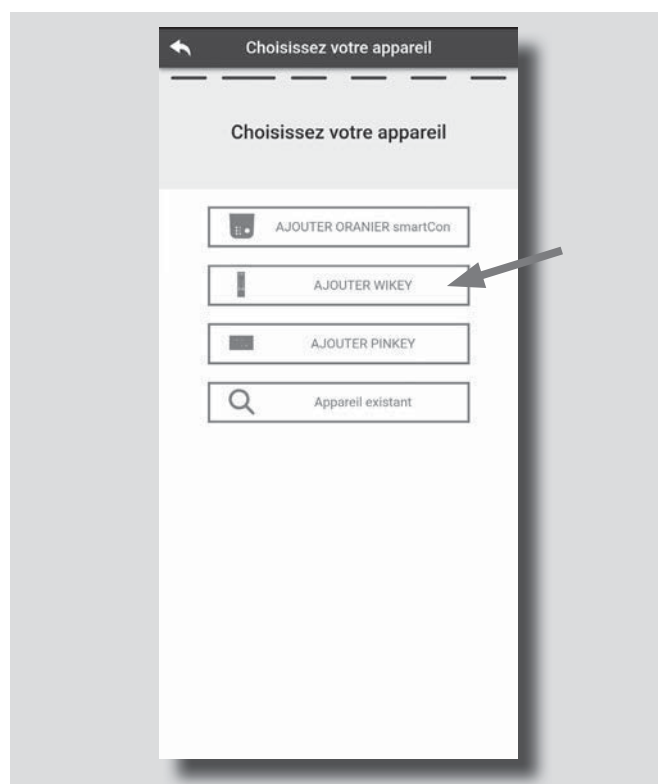 Choisissez votre appareil
Choisissez votre appareil
AJOUTER ORANIER smartCon
AJOUTER WIKEY
AJOUTER PINKEY
Appareil existant